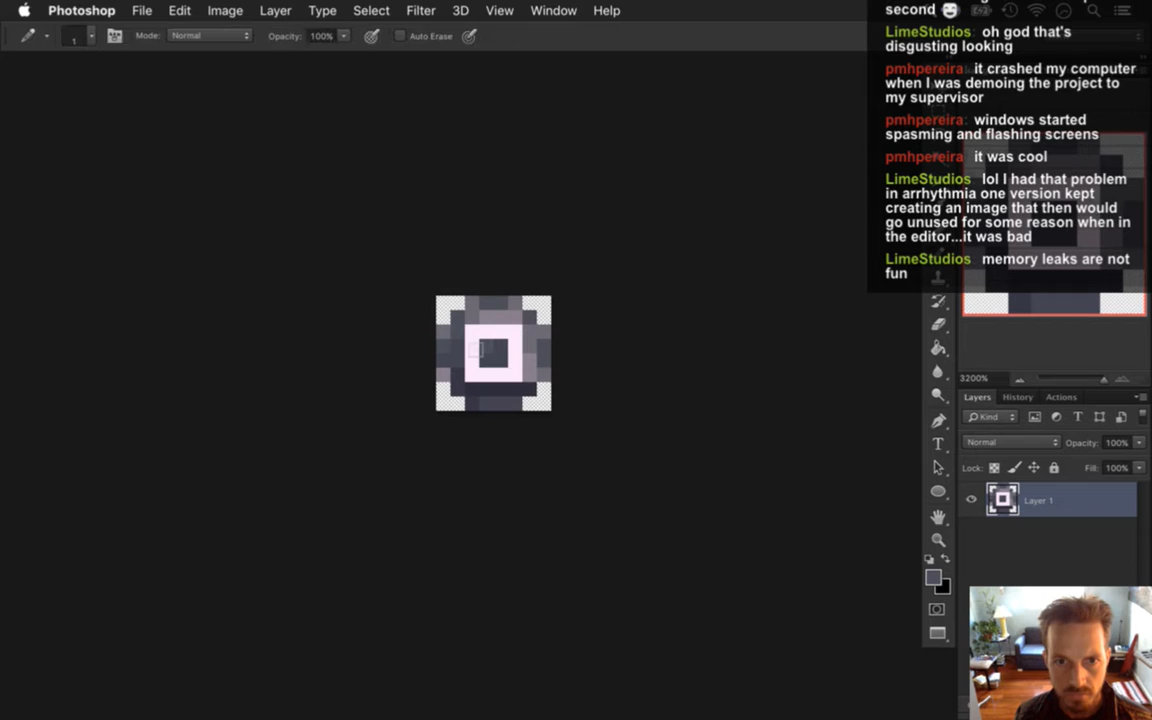 Photoshop File Edit Image Layer Type Select Filter 3D View Window Help
1 Mode: Normal Opacity: 100% Auto Erase
second
LimeStudios oh god that's
disgusting looking
pmhpereira it crashed my computer
when I was demoing the project to
my supervisor
pmhpereira: windows started
spasming and flashing screens
pmhpereira it was cool
LimeStudios lol I had that problem
in arrhythmia one version kept
creating an image that then would
go unused for some reason when in
the editor...it was bad
LimeStudios memory leaks are not
fun
3200%
Layers History Actions
Kind
Normal Opacity: 100%
Lock: Fill: 100%
Layer 1